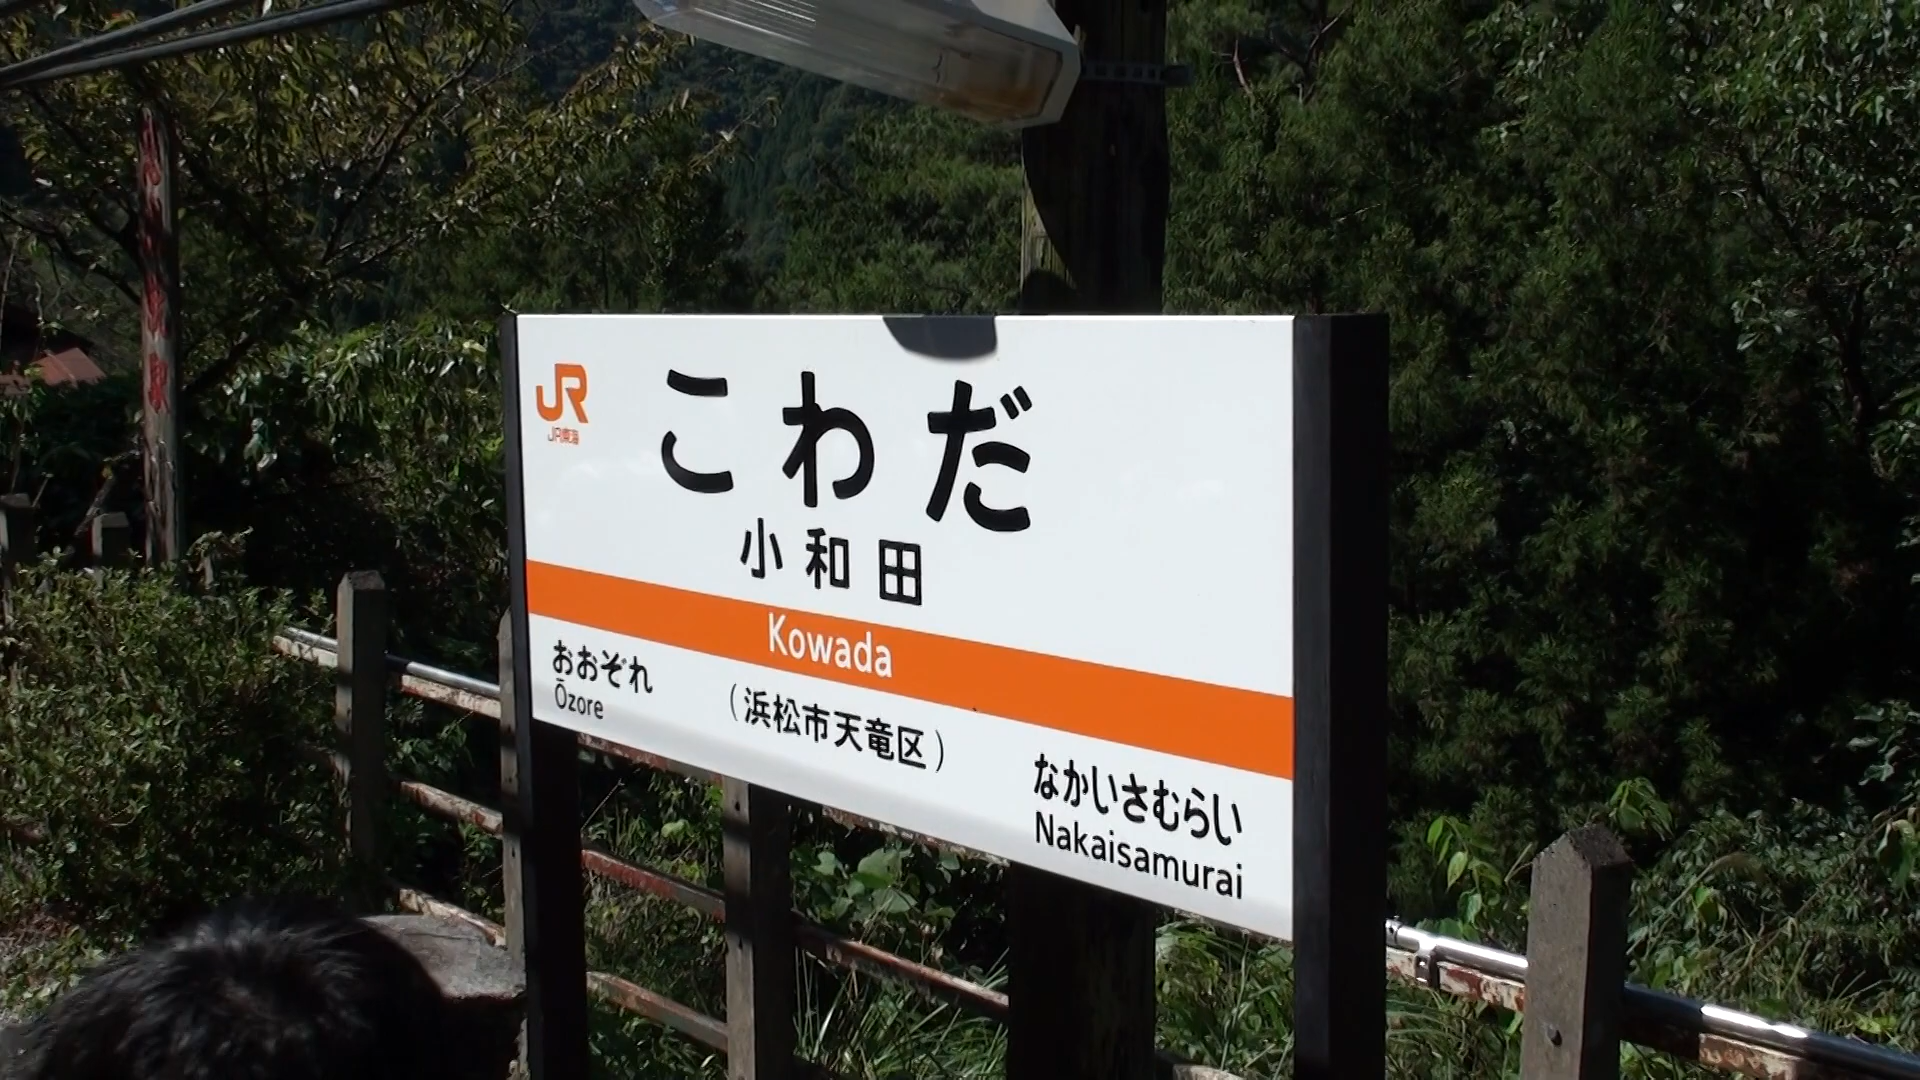 JR
JR東海
こわだ
小和田
Kowada
おおぞれ
Ōzore
(浜松市天竜区)
なかいさむらい
Nakaisamurai